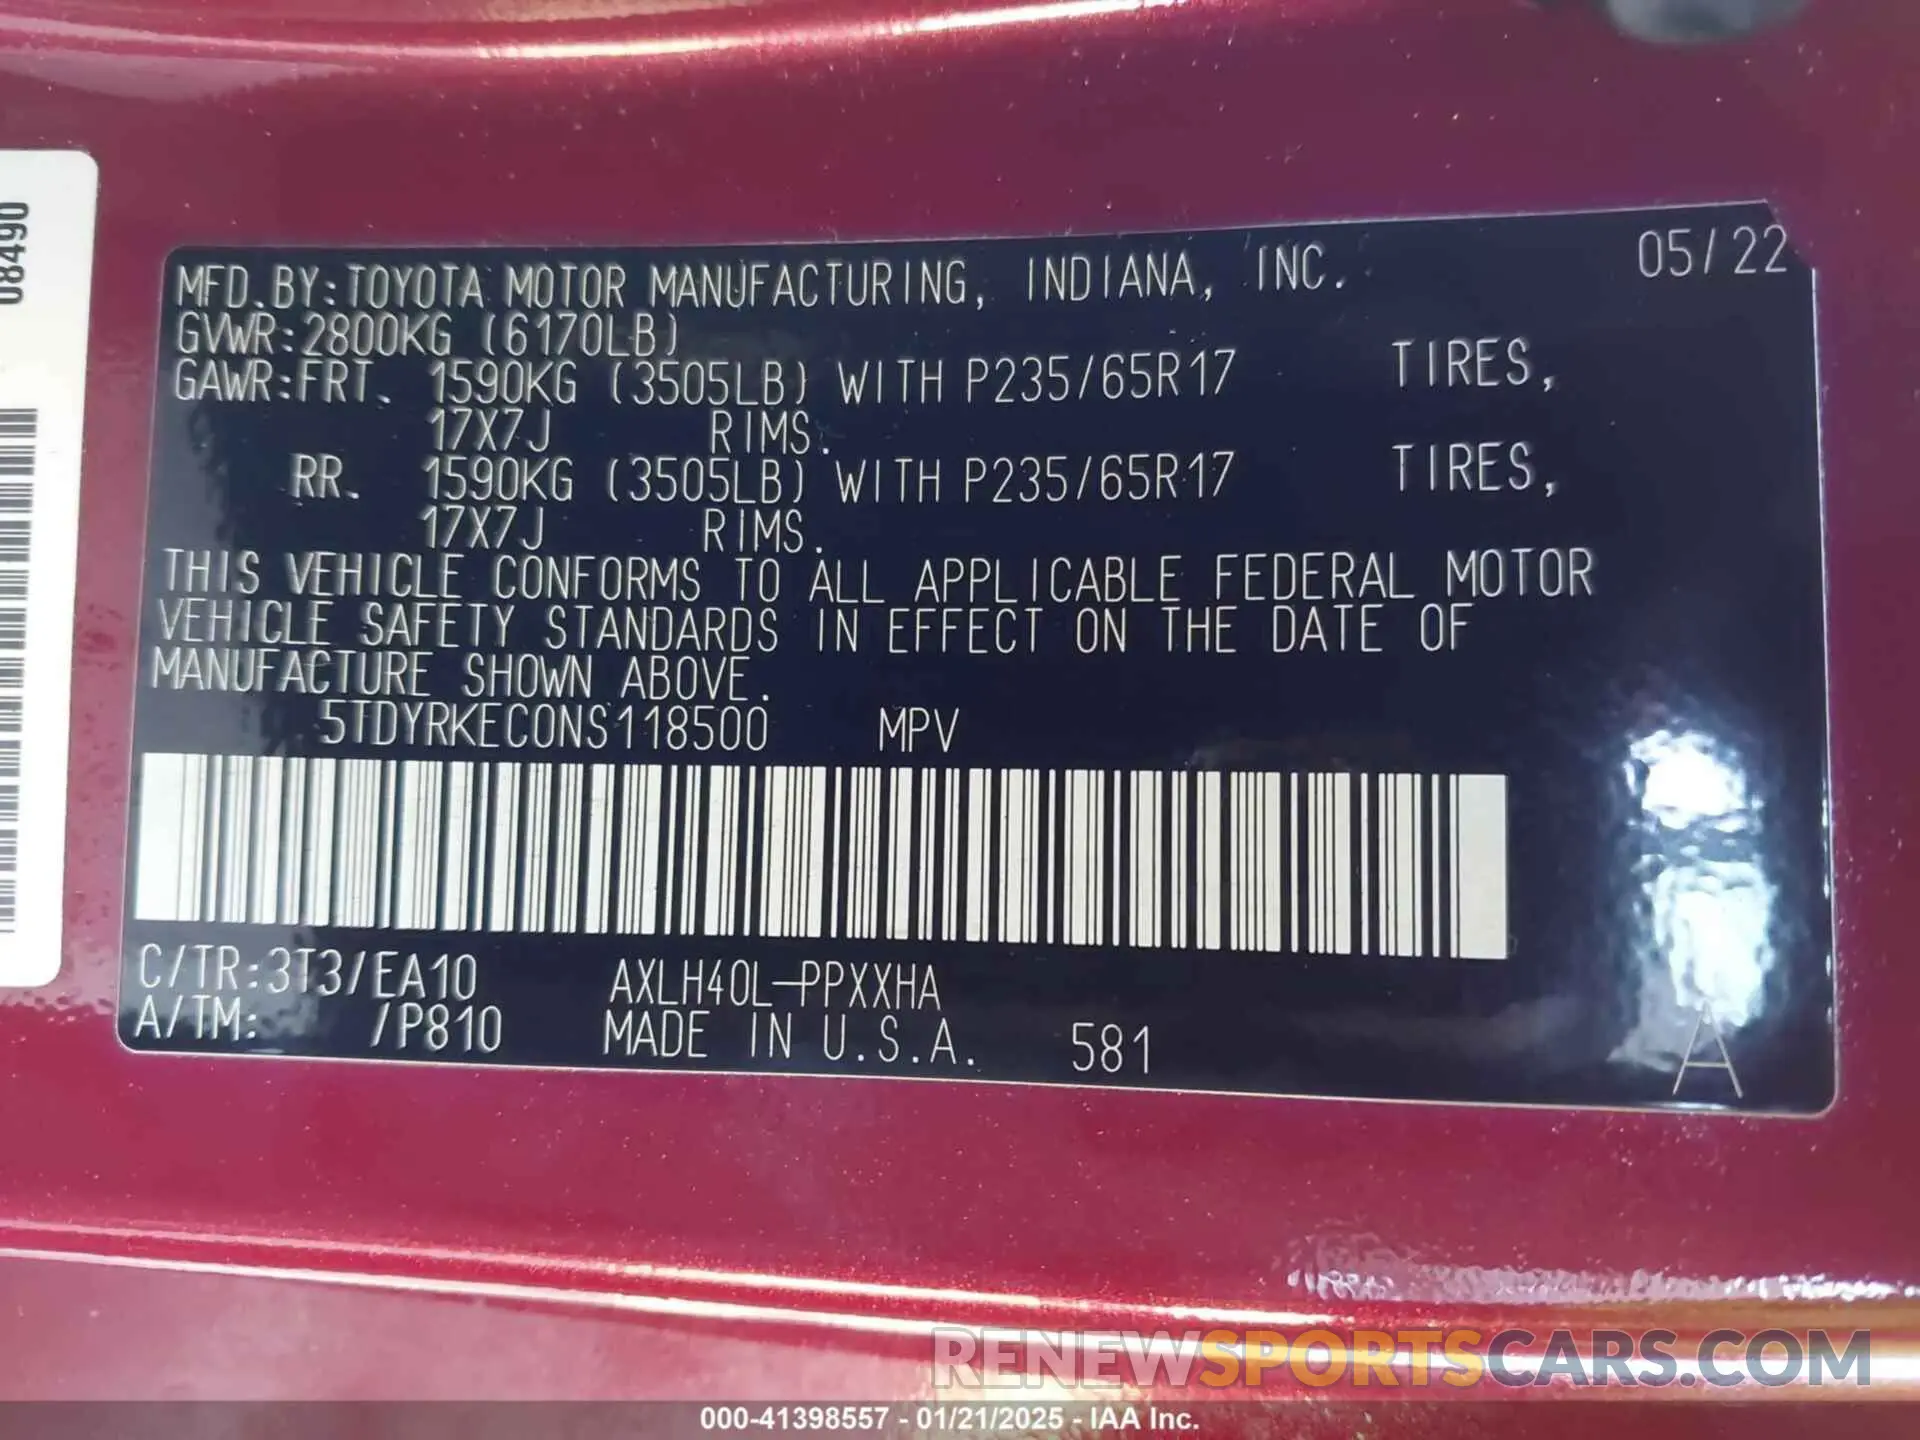 08490
05/22
MFD.BY:TOYOTA MOTOR MANUFACTURING, INDIANA, INC.
GVWR:2800KG (6170LB)
GAWR:FRT. 1590KG (3505LB) WITH P235/65R17 TIRES,
17X7J RIMS.
RR. 1590KG (3505LB) WITH P235/65R17 TIRES,
17X7J RIMS.
THIS VEHICLE CONFORMS TO ALL APPLICABLE FEDERAL MOTOR
VEHICLE SAFETY STANDARDS IN EFFECT ON THE DATE OF
MANUFACTURE SHOWN ABOVE.
5TDYRKEC0NS118500 MPV
C/TR:3T3/EA10 AXLH40L-PPXXHA
A/TM: /P810 MADE IN U.S.A. 581
A
RENEWSPORTSCARS.COM
000-41398557 - 01/21/2025 - IAA Inc.